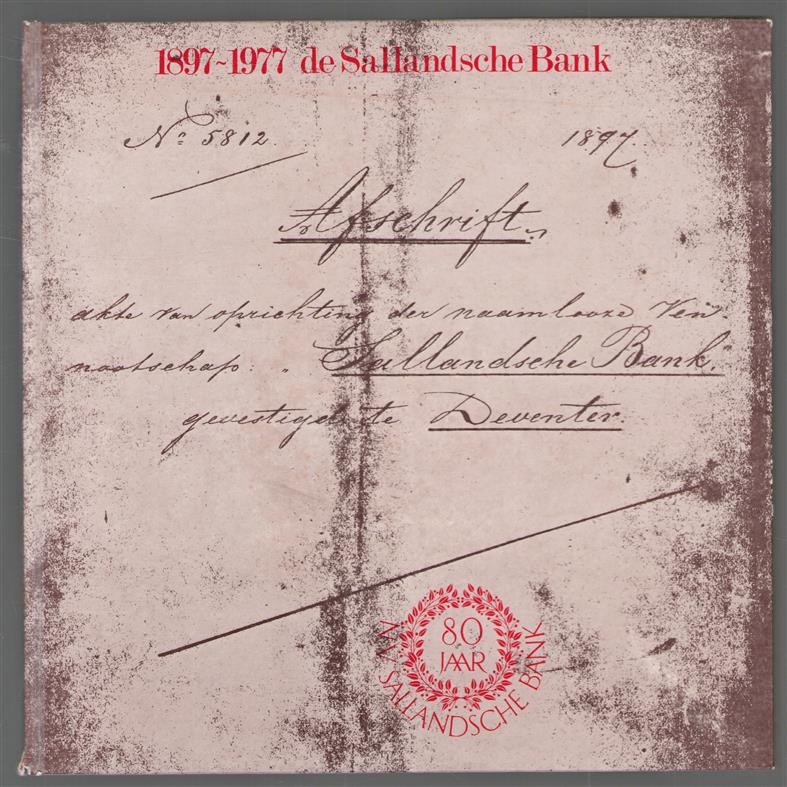 1897~1977 de Sallandsche Bank
No 5812. 1897.
Afschrift.
akte van oprichting der naamlooze Ven-
nootschap: „Sallandsche Bank."
gevestigd te Deventer.
80
JAAR
N.V. SALLANDSCHE BANK